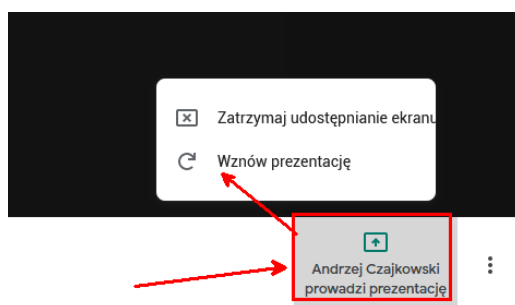 Zatrzymaj udostępnianie ekranu
Wznów prezentację
Andrzej Czajkowski
prowadzi prezentację